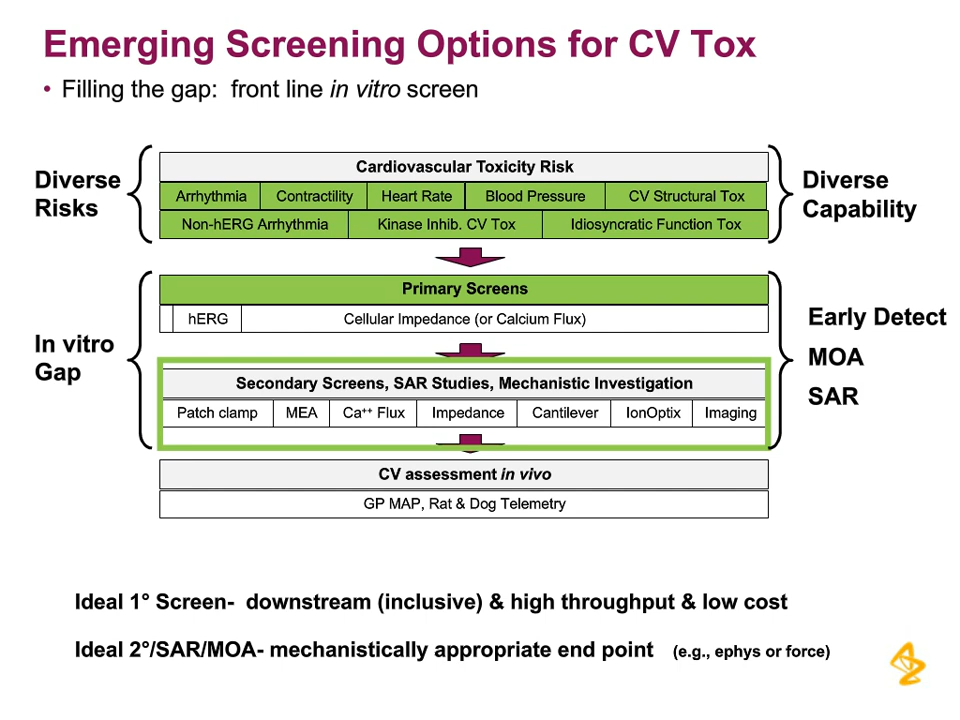 Emerging Screening Options for CV Tox
• Filling the gap: front line in vitro screen
Diverse
Risks
Cardiovascular Toxicity Risk
Arrhythmia Contractility Heart Rate Blood Pressure CV Structural Tox
Non-hERG Arrhythmia Kinase Inhib. CV Tox Idiosyncratic Function Tox
Diverse
Capability
In vitro
Gap
Primary Screens
hERG Cellular Impedance (or Calcium Flux)
Secondary Screens, SAR Studies, Mechanistic Investigation
Patch clamp MEA Ca⁺⁺ Flux Impedance Cantilever IonOptix Imaging
Early Detect
MOA
SAR
CV assessment in vivo
GP MAP, Rat & Dog Telemetry
Ideal 1° Screen- downstream (inclusive) & high throughput & low cost
Ideal 2°/SAR/MOA- mechanistically appropriate end point (e.g., ephys or force)